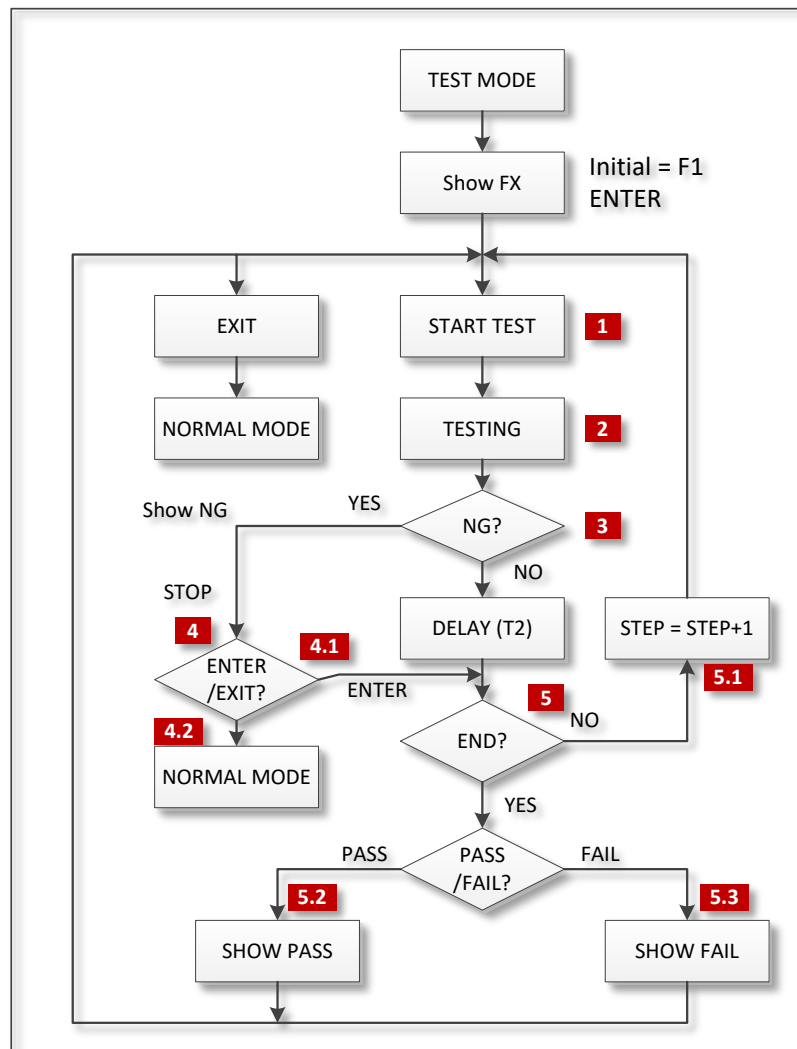 TEST MODE
Show FX
Initial = F1
ENTER
EXIT
START TEST
1
NORMAL MODE
TESTING
2
Show NG
YES
NG?
3
NO
STOP
4
4.1
DELAY (T2)
STEP = STEP+1
ENTER
/EXIT?
ENTER
5
5.1
NO
4.2
END?
NORMAL MODE
YES
PASS
PASS
/FAIL?
FAIL
5.2
5.3
SHOW PASS
SHOW FAIL